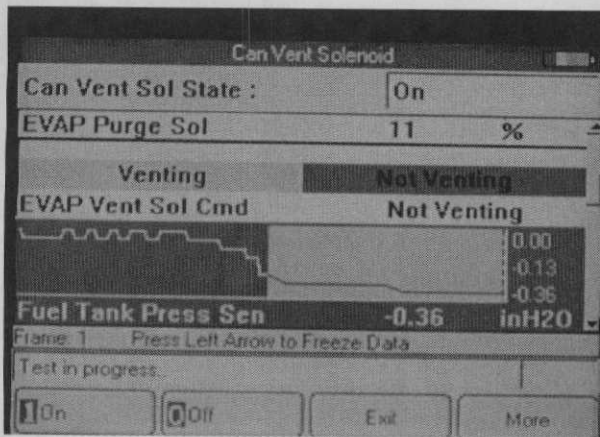 Can Vent Solenoid
Can Vent Sol State : On
EVAP Purge Sol 11 %
Venting Not Venting
EVAP Vent Sol Cmd Not Venting
0.00
-0.13
-0.36
Fuel Tank Press Sen -0.36 inH2O
Frame: 1 Press Left Arrow to Freeze Data
Test in progress.
1 On 0 Off Exit More